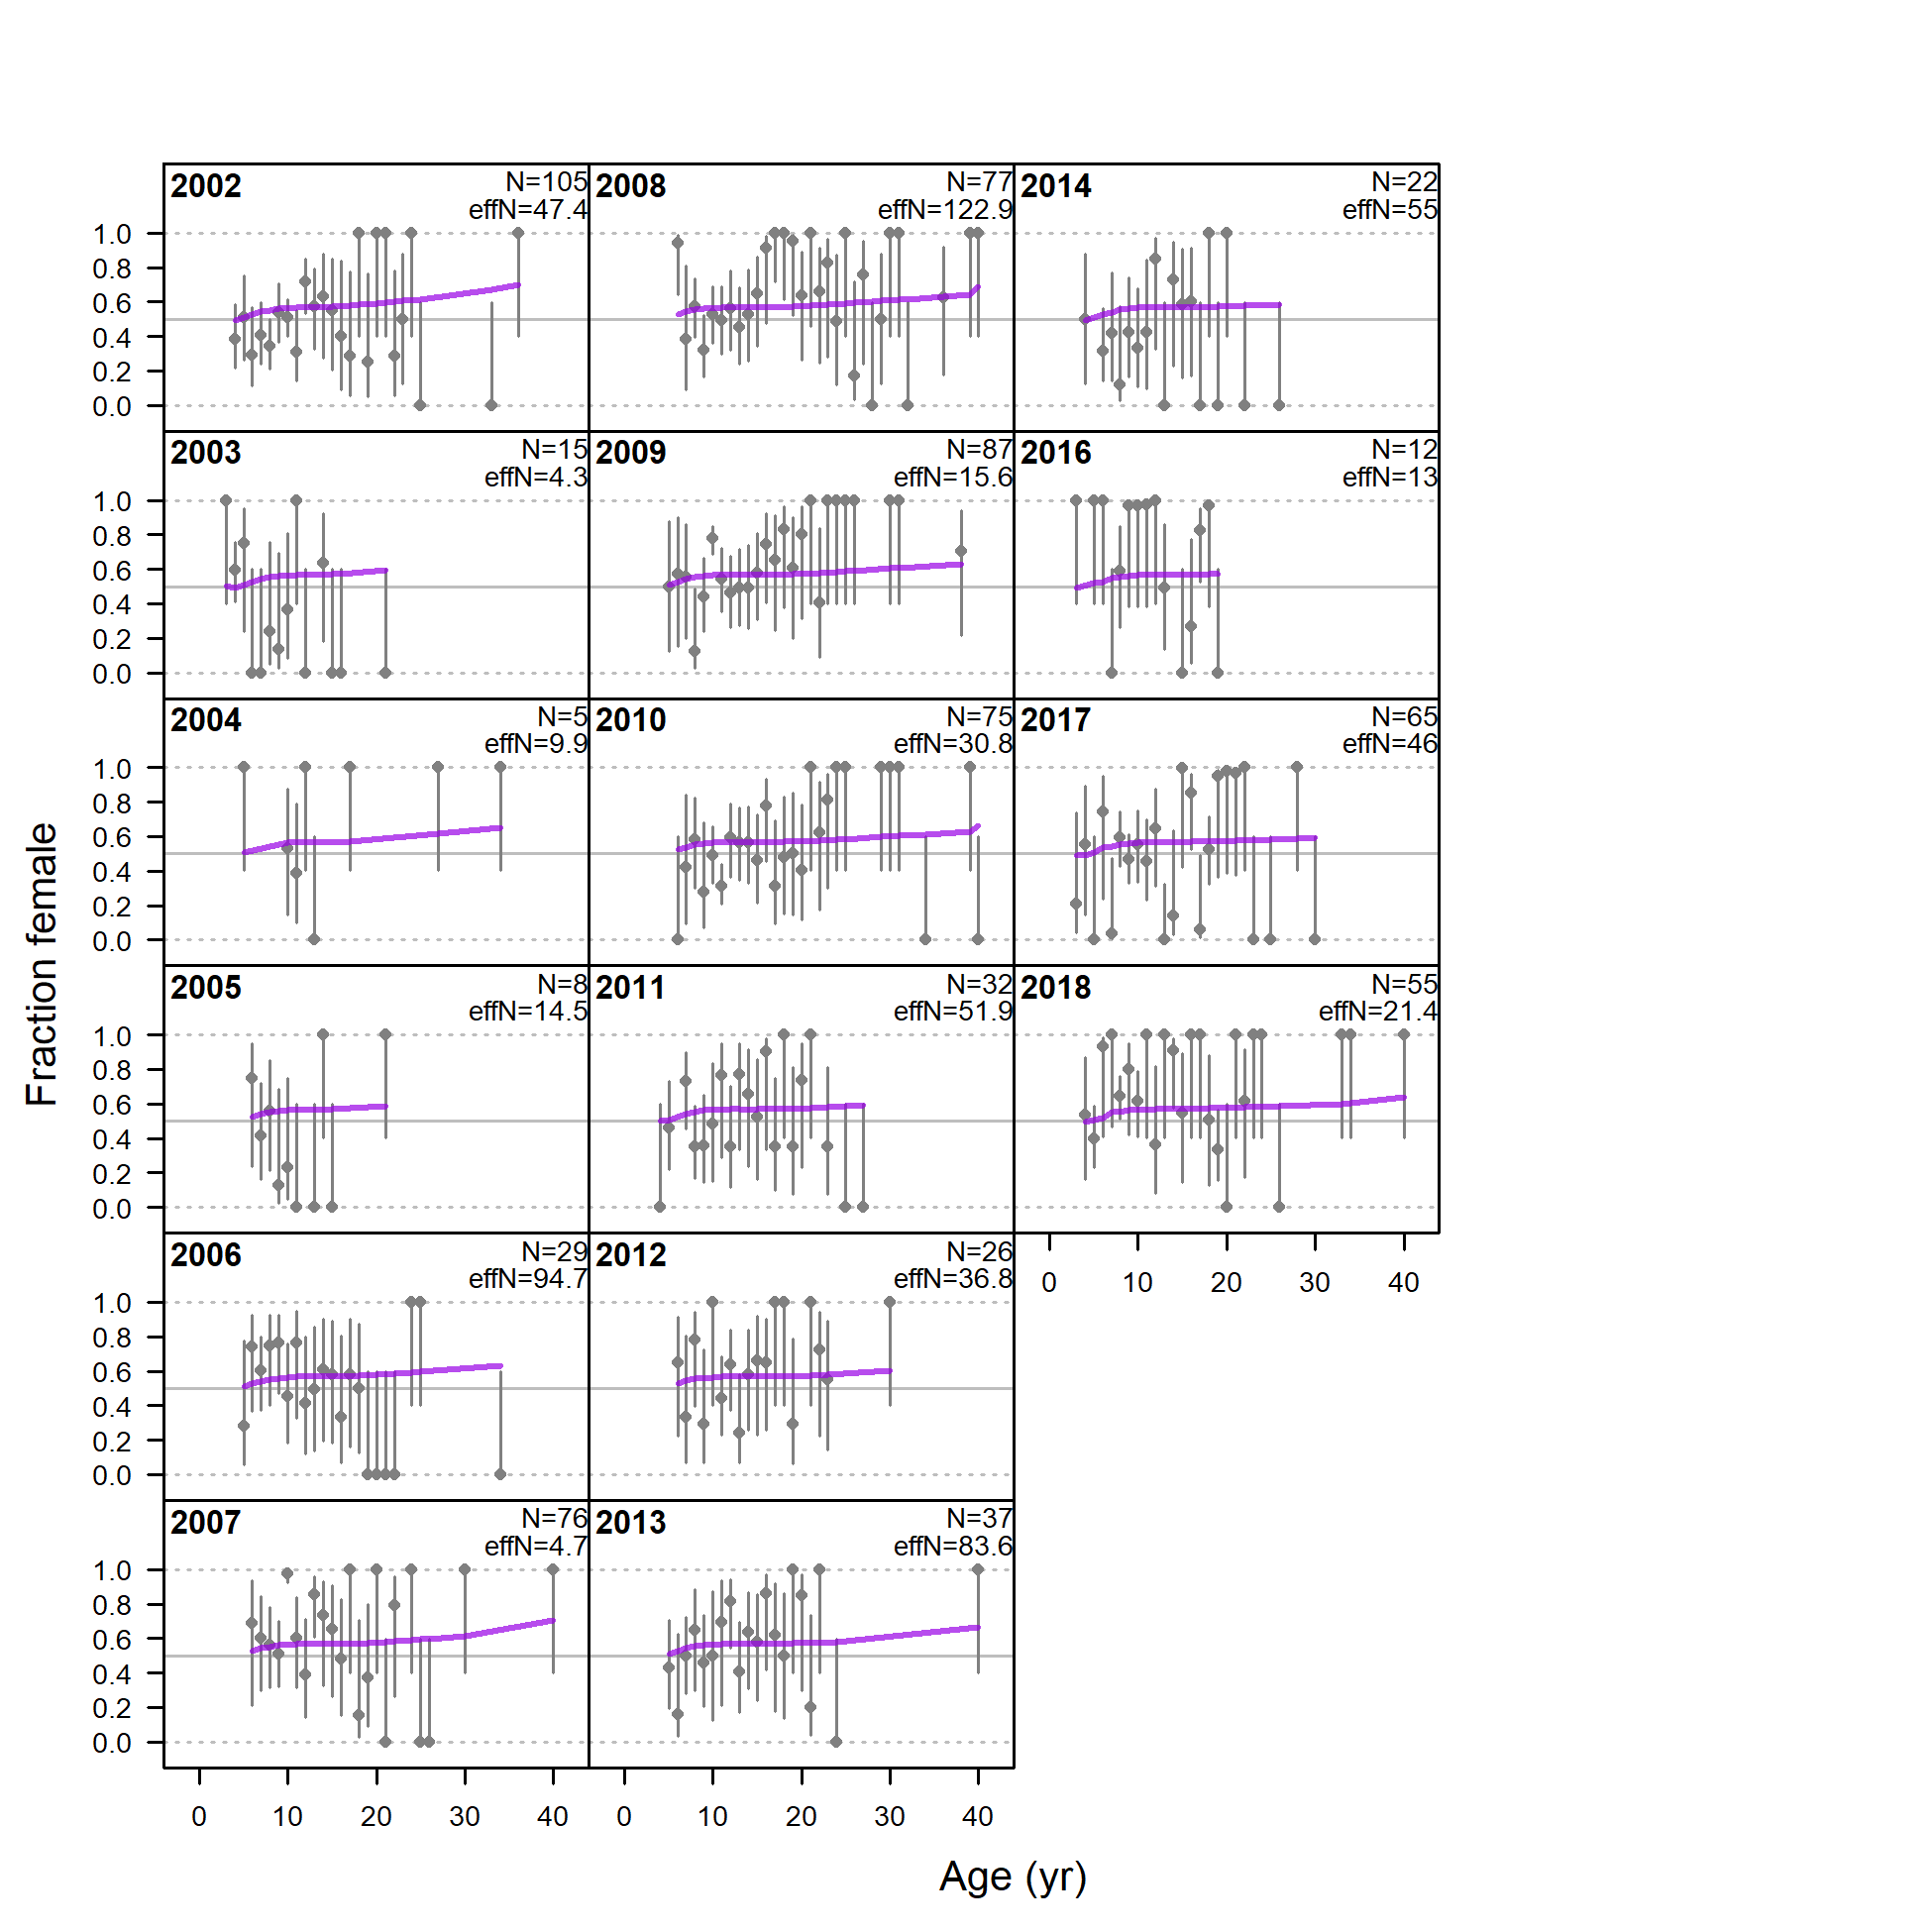 2002 N=105 2008 N=77 2014 N=22
effN=47.4 effN=122.9 effN=55
1.0
0.8
0.6
0.4
0.2
0.0
2003 N=15 2009 N=87 2016 N=12
effN=4.3 effN=15.6 effN=13
1.0
0.8
0.6
0.4
0.2
0.0
2004 N=5 2010 N=75 2017 N=65
effN=9.9 effN=30.8 effN=46
1.0
0.8
0.6
0.4
0.2
0.0
Fraction female
2005 N=8 2011 N=32 2018 N=55
effN=14.5 effN=51.9 effN=21.4
1.0
0.8
0.6
0.4
0.2
0.0
0 10 20 30 40
2006 N=29 2012 N=26
effN=94.7 effN=36.8
1.0
0.8
0.6
0.4
0.2
0.0
2007 N=76 2013 N=37
effN=4.7 effN=83.6
1.0
0.8
0.6
0.4
0.2
0.0
0 10 20 30 40 0 10 20 30 40
Age (yr)